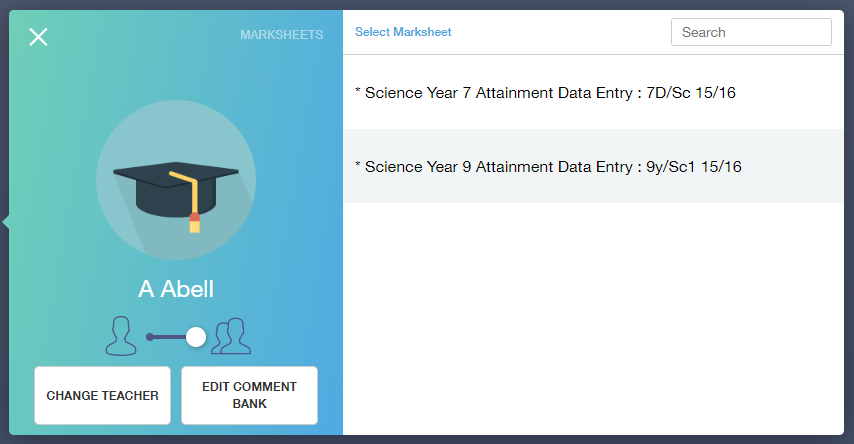 MARKSHEETS
A Abell
CHANGE TEACHER
EDIT COMMENT
BANK
Select Marksheet
Search
* Science Year 7 Attainment Data Entry : 7D/Sc 15/16
* Science Year 9 Attainment Data Entry : 9y/Sc1 15/16